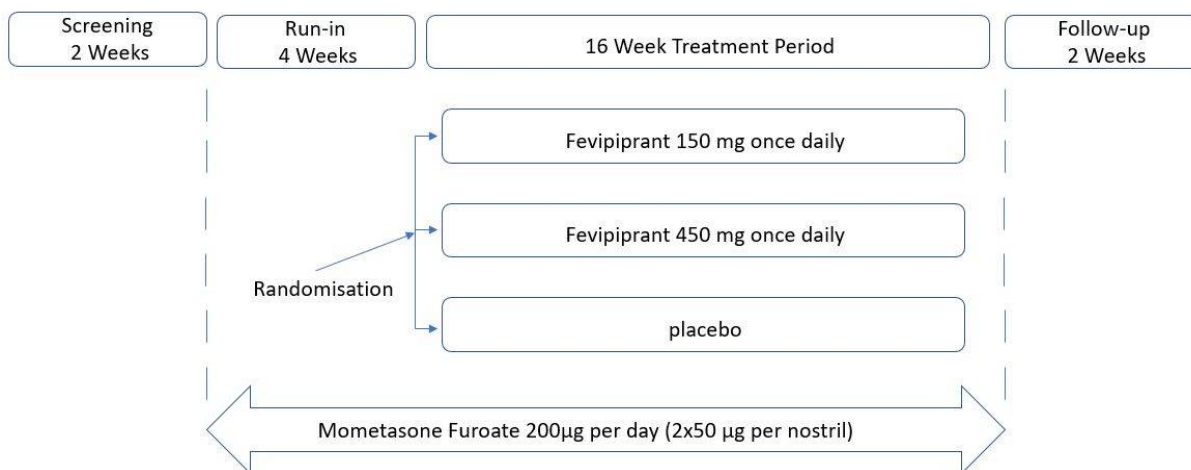 Screening
2 Weeks
Run-in
4 Weeks
16 Week Treatment Period
Follow-up
2 Weeks
Fevipiprant 150 mg once daily
Fevipiprant 450 mg once daily
Randomisation
placebo
Mometasone Furoate 200µg per day (2x50 µg per nostril)